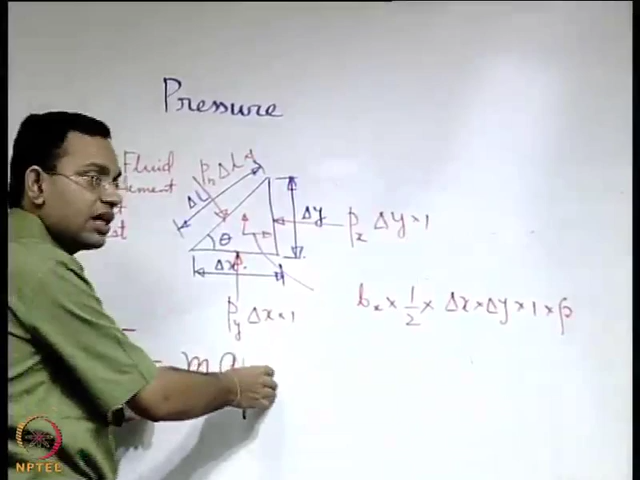 Pressure
Fluid
element
p_n Δl
Δl
θ
Δy
p_x Δy × 1
Δx
p_y Δx × 1
b_x × 1/2 × Δx × Δy × 1 × ρ
= m a
NPTEL